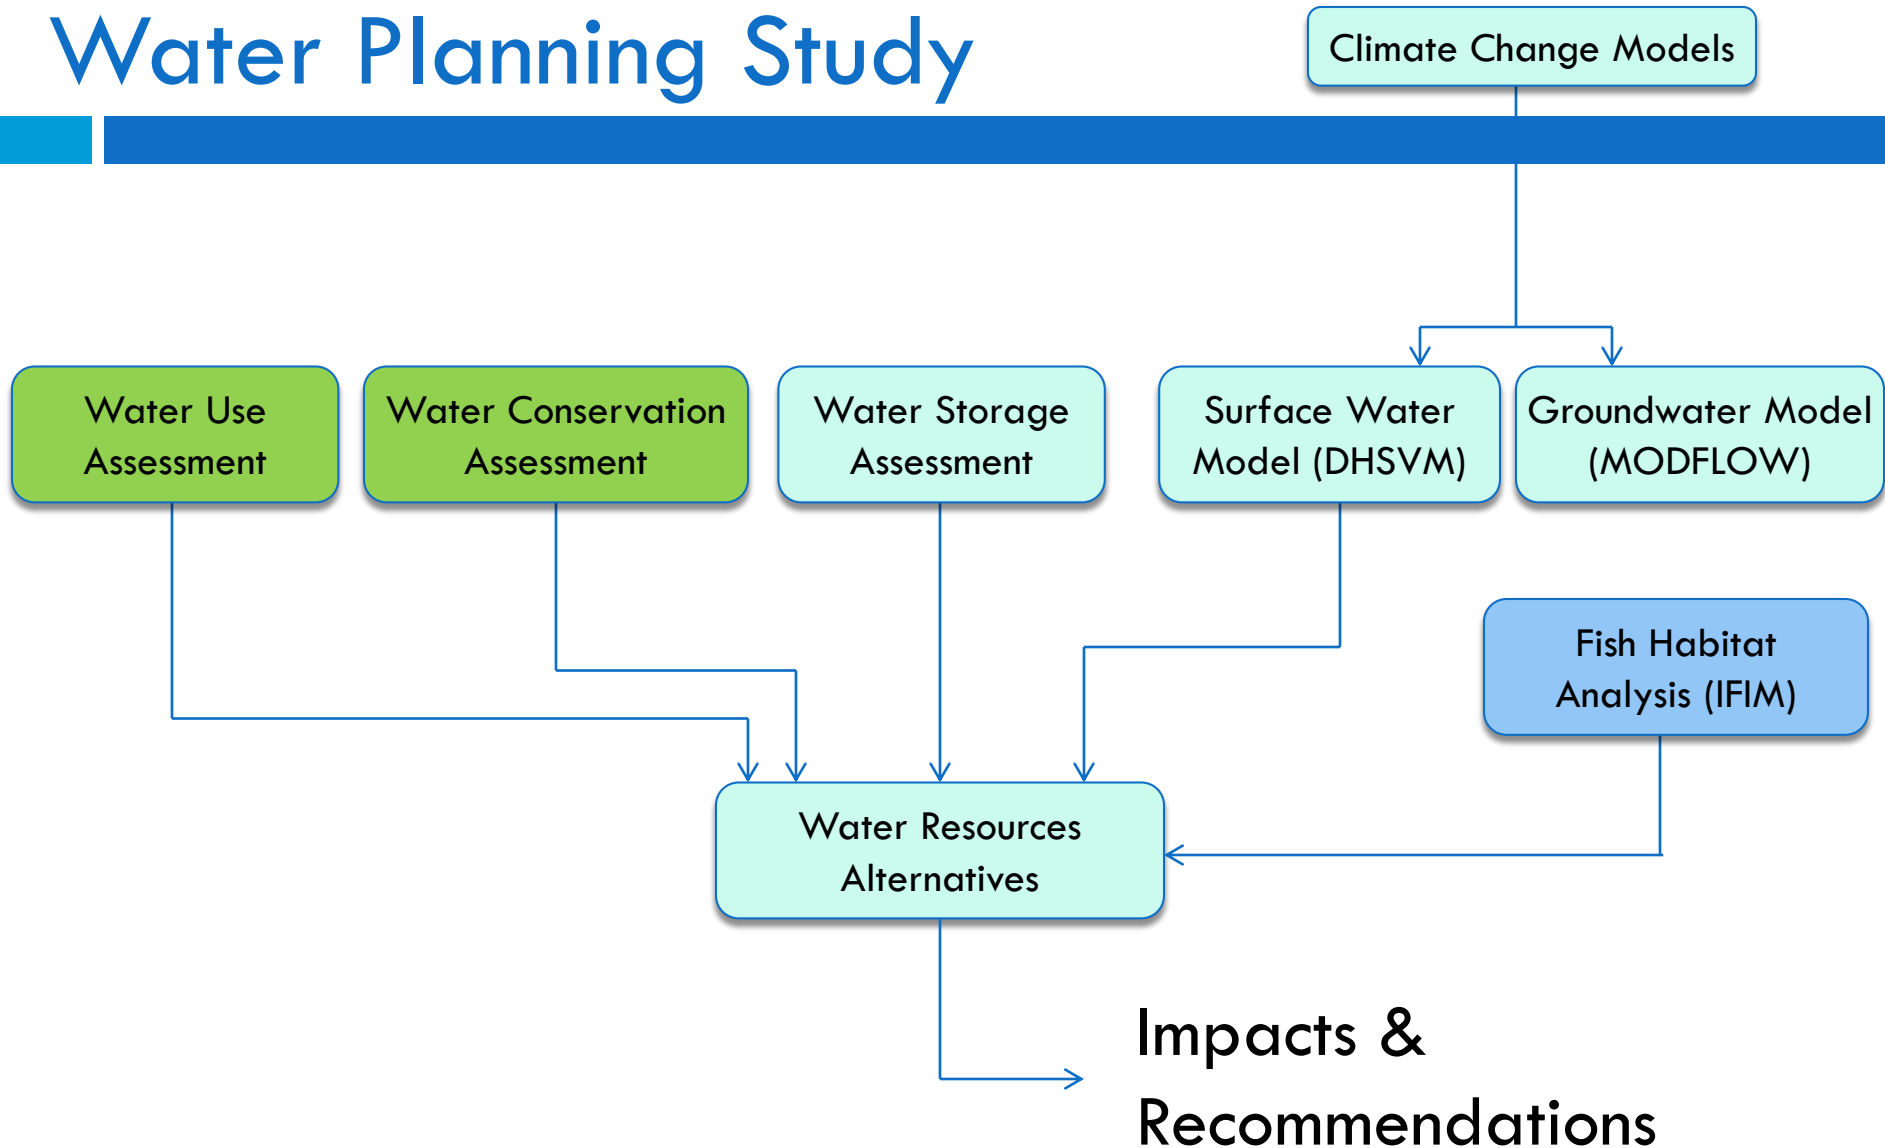 Water Planning Study
Climate Change Models
Water Use
Assessment
Water Conservation
Assessment
Water Storage
Assessment
Surface Water
Model (DHSVM)
Groundwater Model
(MODFLOW)
Fish Habitat
Analysis (IFIM)
Water Resources
Alternatives
Impacts &
Recommendations